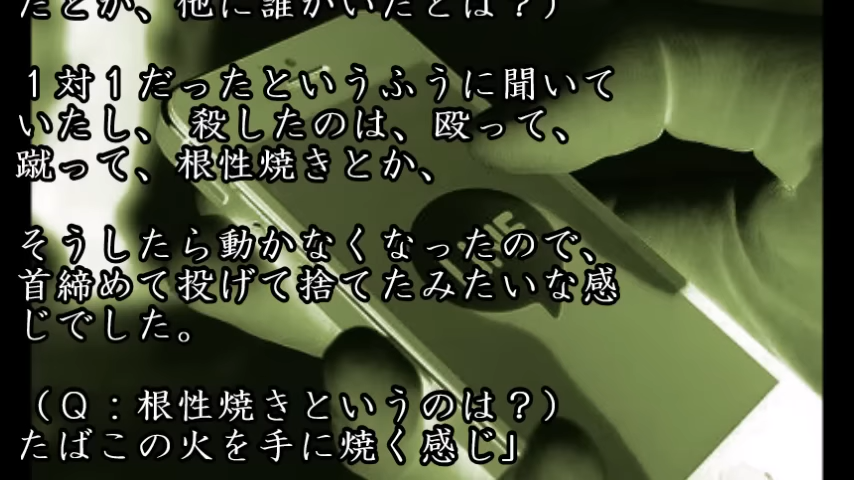 たとか、他に誰かいたとは？）
１対１だったというふうに聞いて
いたし、 殺したのは、殴って、
蹴って、根性焼きとか、
そうしたら動かなくなったので、
首締めて投げて捨てたみたいな感
じでした。
（Ｑ：根性焼きというのは？）
たばこの火を手に焼く感じ」
LINE